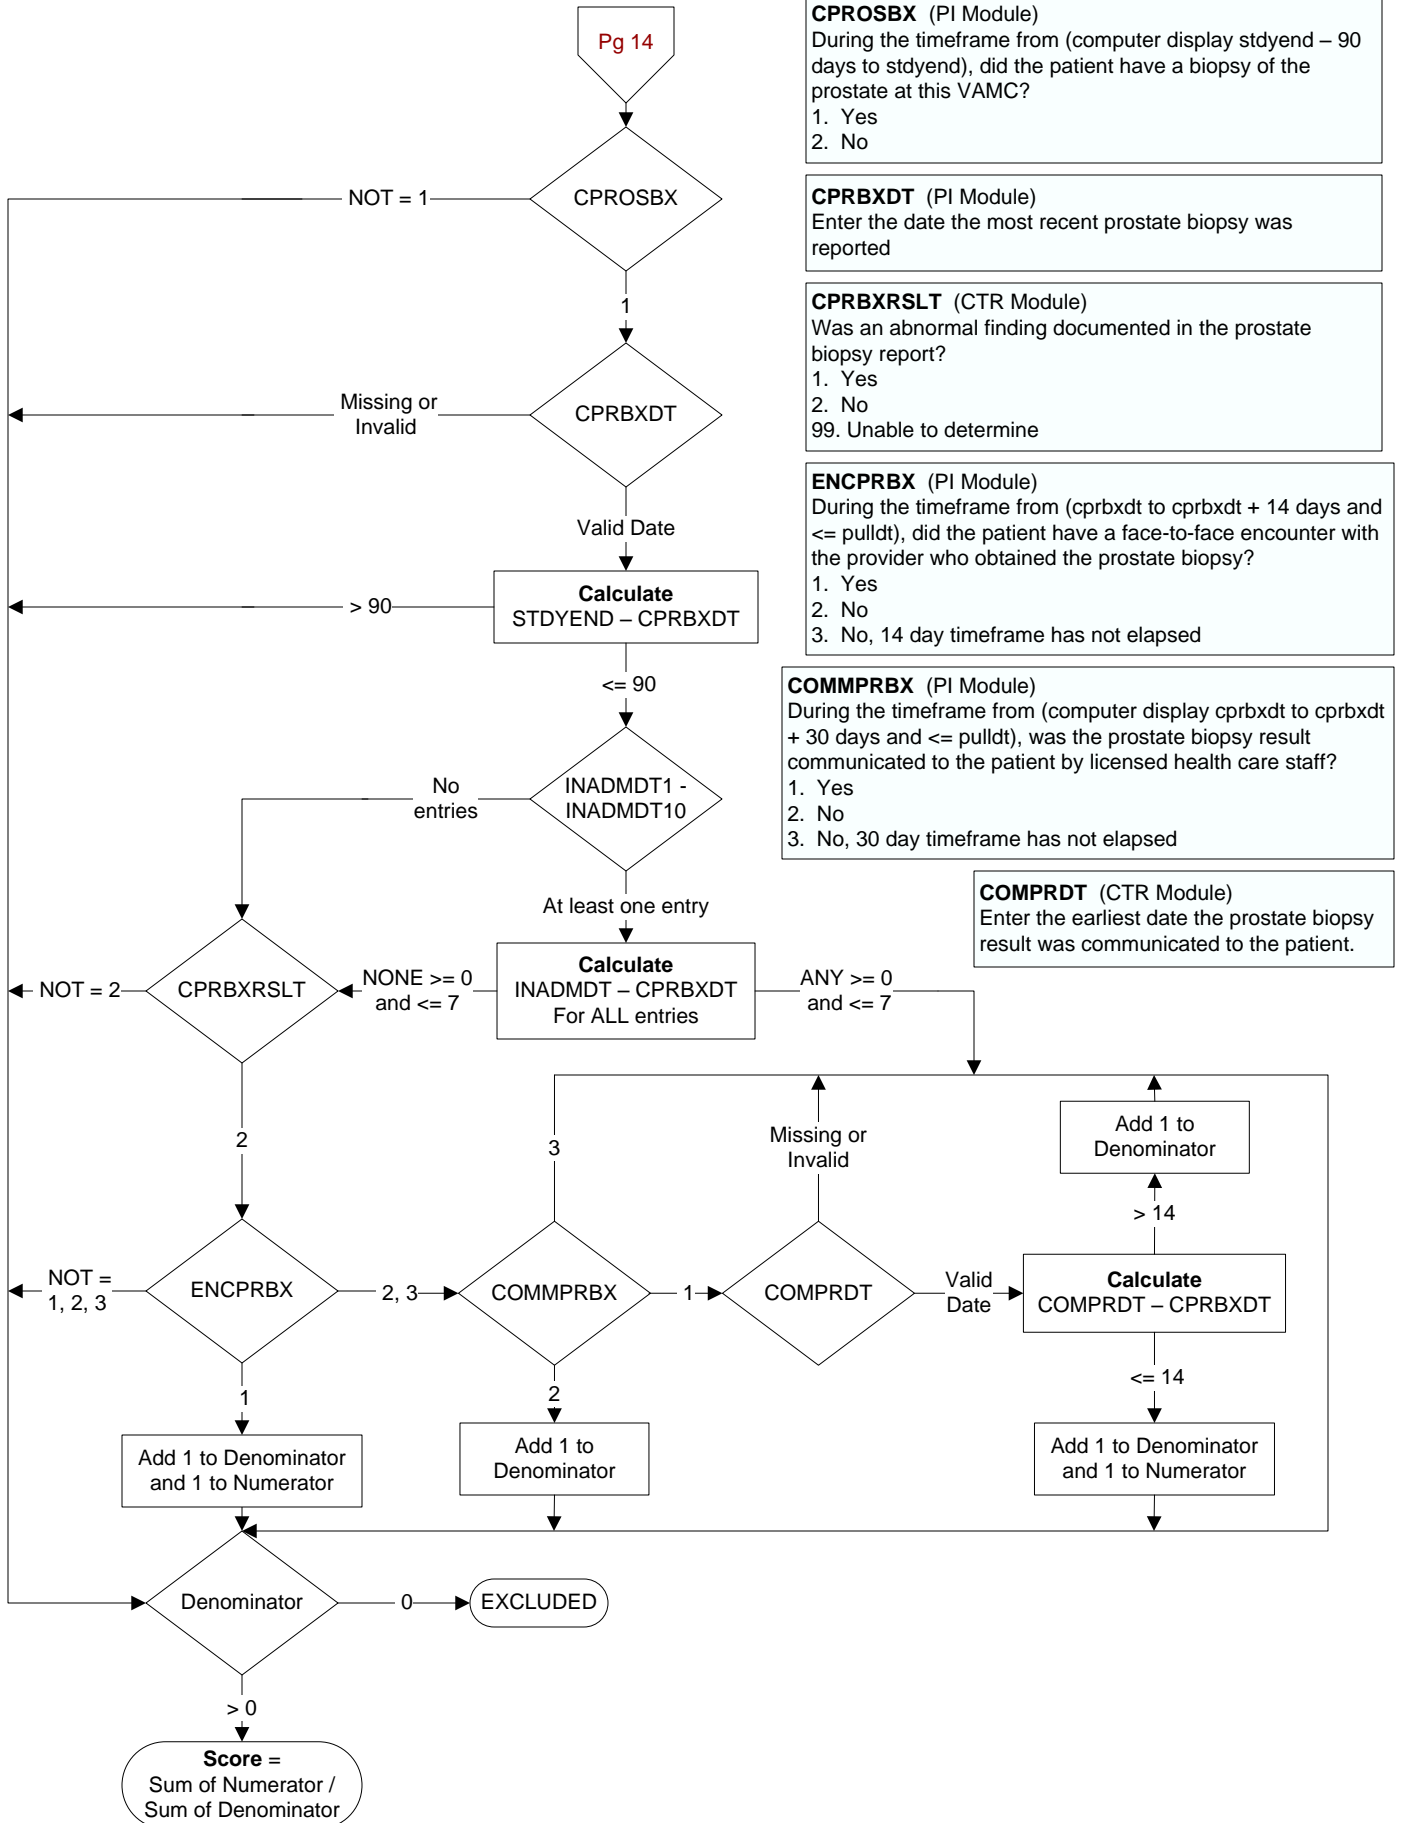 Pg 14
CPROSBX (PI Module)
During the timeframe from (computer display stdyend – 90
days to stdyend), did the patient have a biopsy of the
prostate at this VAMC?
1. Yes
2. No
CPROSBX
NOT = 1
1
CPRBXDT (PI Module)
Enter the date the most recent prostate biopsy was
reported
CPRBXRSLT (CTR Module)
Was an abnormal finding documented in the prostate
biopsy report?
1. Yes
2. No
99. Unable to determine
CPRBXDT
Missing or
Invalid
Valid Date
ENCPRBX (PI Module)
During the timeframe from (cprbxdt to cprbxdt + 14 days and
<= pulldt), did the patient have a face-to-face encounter with
the provider who obtained the prostate biopsy?
1. Yes
2. No
3. No, 14 day timeframe has not elapsed
Calculate
STDYEND – CPRBXDT
> 90
<= 90
COMMPRBX (PI Module)
During the timeframe from (computer display cprbxdt to cprbxdt
+ 30 days and <= pulldt), was the prostate biopsy result
communicated to the patient by licensed health care staff?
1. Yes
2. No
3. No, 30 day timeframe has not elapsed
INADMDT1 -
INADMDT10
No
entries
At least one entry
COMPRDT (CTR Module)
Enter the earliest date the prostate biopsy
result was communicated to the patient.
Calculate
INADMDT – CPRBXDT
For ALL entries
NONE >= 0
and <= 7
ANY >= 0
and <= 7
CPRBXRSLT
NOT = 2
2
3
Missing or
Invalid
Add 1 to
Denominator
> 14
ENCPRBX
NOT =
1, 2, 3
2, 3
COMMPRBX
1
COMPRDT
Valid
Date
Calculate
COMPRDT – CPRBXDT
1
2
<= 14
Add 1 to Denominator
and 1 to Numerator
Add 1 to
Denominator
Add 1 to Denominator
and 1 to Numerator
Denominator
0
EXCLUDED
> 0
Score =
Sum of Numerator /
Sum of Denominator